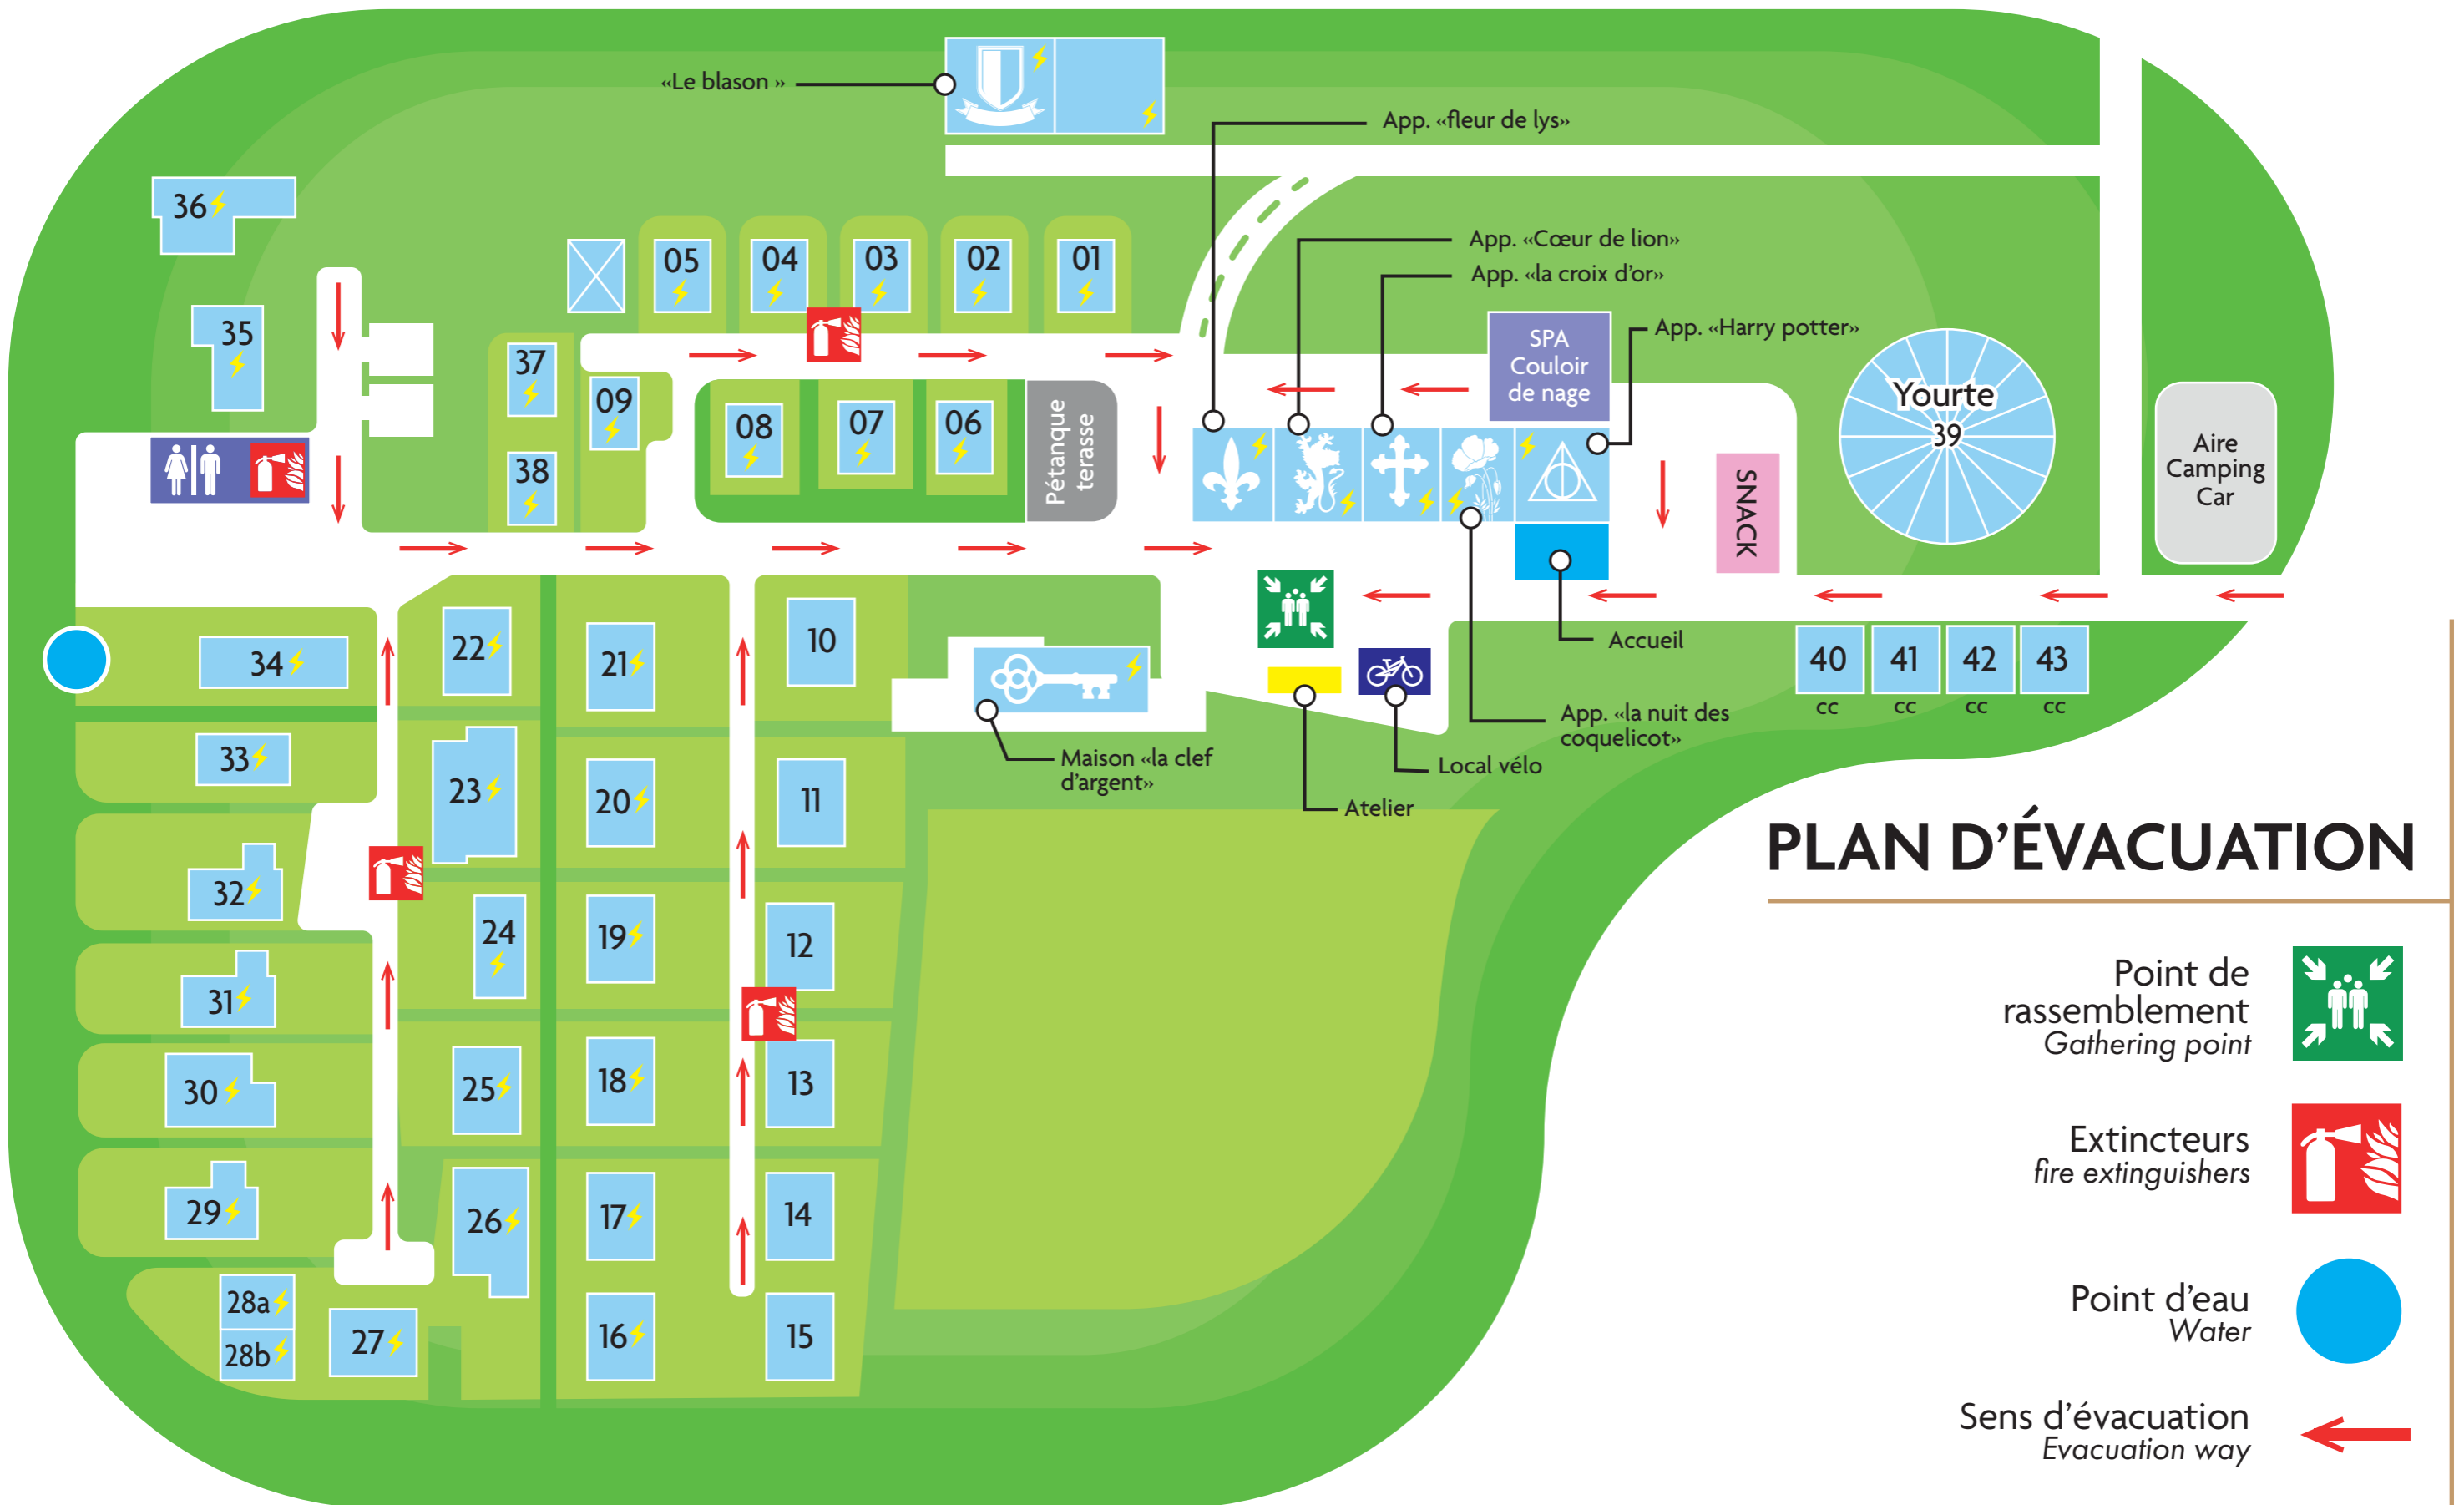 «Le blason »
App. «fleur de lys»
App. «Cœur de lion»
App. «la croix d'or»
App. «Harry potter»
SPA
Couloir
de nage
36
35
05
04
03
02
01
37
09
38
08
07
06
Pétanque
terasse
SNACK
Yourte
39
Aire
Camping
Car
34
22
21
10
Accueil
40
41
42
43
cc
cc
cc
cc
33
23
20
11
Maison «la clef
d'argent»
App. «la nuit des
coquelicot»
Local vélo
Atelier
32
24
19
12
31
30
25
18
13
29
26
17
14
28a
28b
27
16
15
PLAN D'ÉVACUATION
Point de
rassemblement
Gathering point
Extincteurs
fire extinguishers
Point d'eau
Water
Sens d'évacuation
Evacuation way